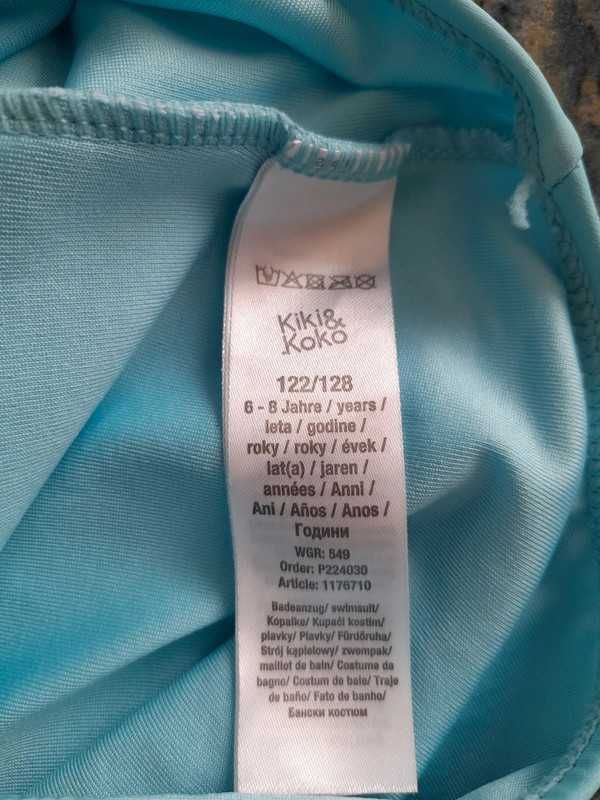 Kiki&
Koko
122/128
6 - 8 Jahre / years /
leta / godine /
roky / roky / évek /
lat(a) / jaren /
années / Anni /
Ani / Años / Anos /
Години
WGR: 549
Order: P224030
Article: 1176710
Badeanzug/ swimsuit/
Kopalke/ Kupaći kostim/
plavky/ Plavky/ Fürdőruha/
Strój kąpielowy/ zwempak/
maillot de bain/ Costume da
bagno/ Costum de baie/ Traje
de baño/ Fato de banho/
Бански костюм